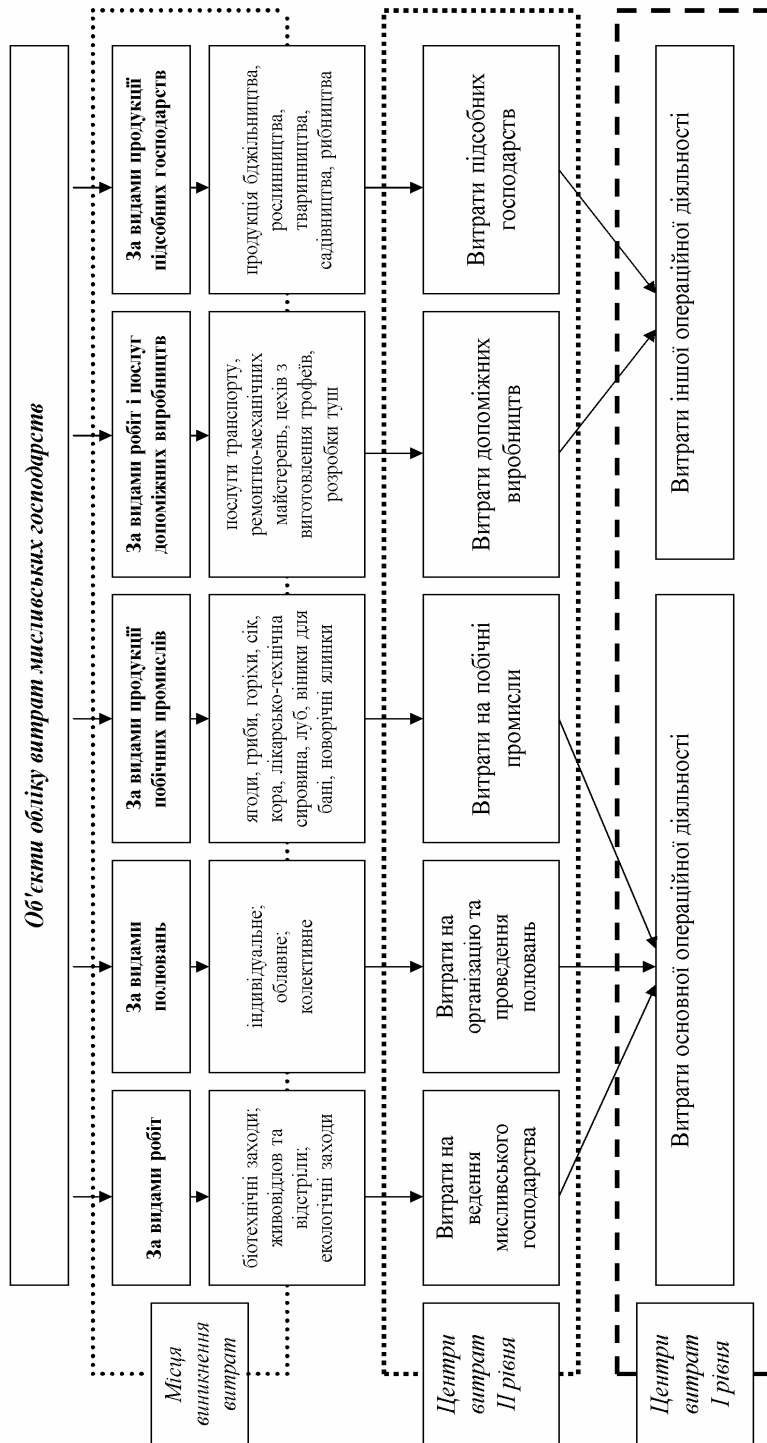 Об'єкти обліку витрат мисливських господарств
Місця
виникнення
витрат
За видами робіт
За видами
полювань
За видами продукції
побічних промислів
За видами робіт і послуг
допоміжних виробництв
За видами продукції
підсобних господарств
біотехнічні заходи;
живовідлов та
відстріли;
екологічні заходи
індивідуальне;
облавне;
колективне
ягоди, гриби, горіхи, сік,
кора, лікарсько-технічна
сировина, луб, віники для
бані, новорічні ялинки
послуги транспорту,
ремонтно-механічних
майстерень, цехів з
виготовлення трофеїв,
розробки туш
продукція бджільництва,
рослинництва,
тваринництва,
садівництва, рибництва
Центри
витрат
ІІ рівня
Витрати на
ведення
мисливського
господарства
Витрати на
організацію та
проведення
полювань
Витрати на побічні
промисли
Витрати допоміжних
виробництв
Витрати підсобних
господарств
Центри
витрат
І рівня
Витрати основної операційної діяльності
Витрати іншої операційної діяльності